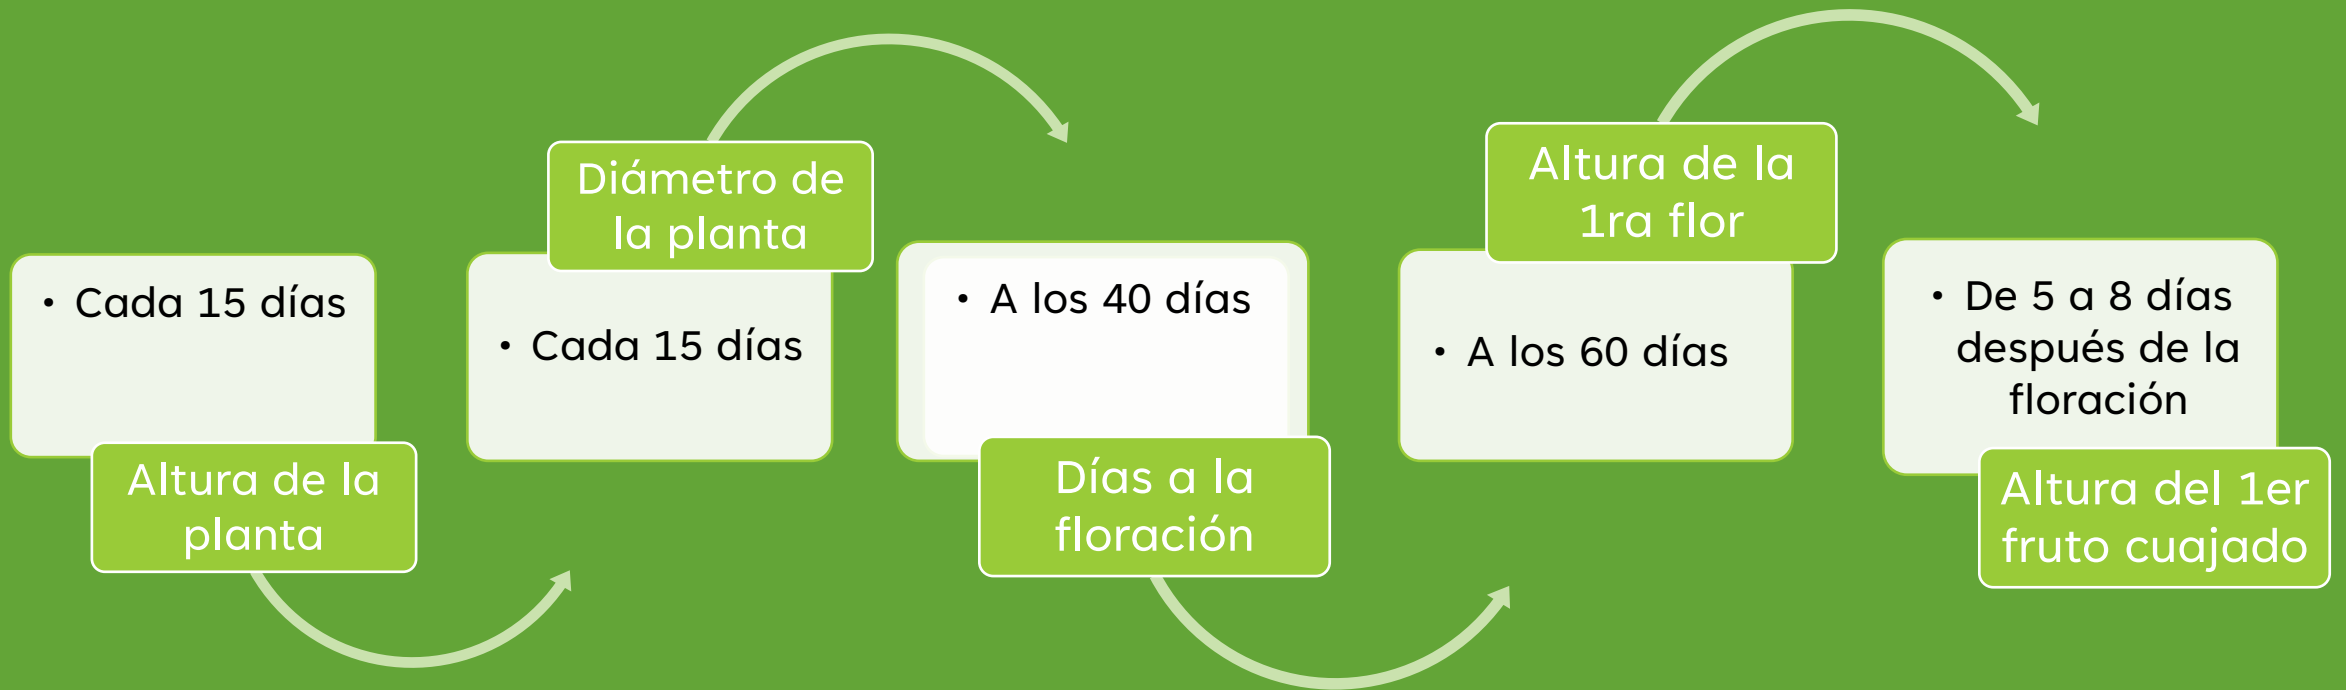 • Cada 15 días
Altura de la
planta
Diámetro de
la planta
• Cada 15 días
• A los 40 días
Días a la
floración
Altura de la
1ra flor
• A los 60 días
• De 5 a 8 días
después de la
floración
Altura del 1er
fruto cuajado